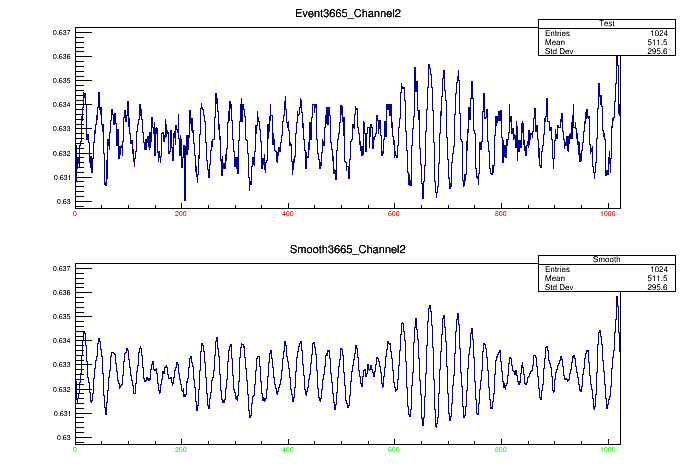 Event3665_Channel2
Test
Entries 1024
Mean 511.5
Std Dev 295.6
0.637
0.636
0.635
0.634
0.633
0.632
0.631
0.63
0 200 400 600 800 1000
Smooth3665_Channel2
Smooth
Entries 1024
Mean 511.5
Std Dev 295.6
0.637
0.636
0.635
0.634
0.633
0.632
0.631
0.63
0 200 400 600 800 1000